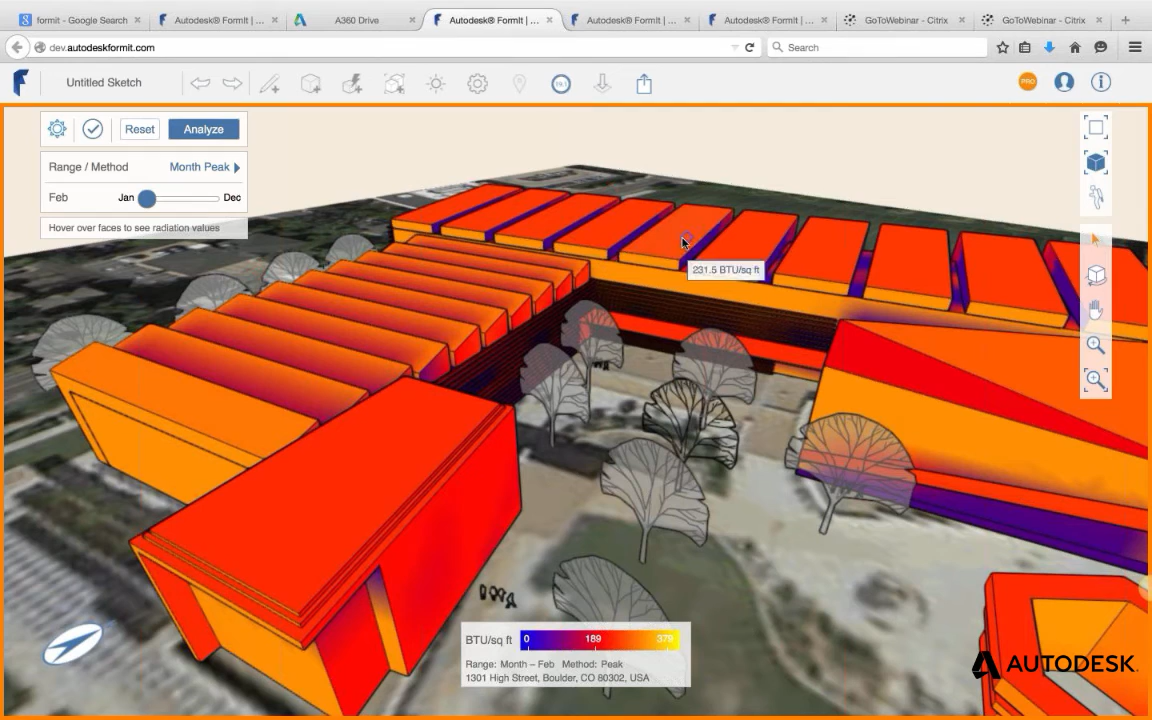 formit - Google Search
Autodesk® FormIt | ...
A360 Drive
Autodesk® FormIt | ...
Autodesk® FormIt | ...
Autodesk® FormIt | ...
GoToWebinar - Citrix
GoToWebinar - Citrix
dev.autodeskformit.com
Search
Untitled Sketch
PRO
Reset
Analyze
Range / Method
Month Peak
Feb
Jan
Dec
Hover over faces to see radiation values
231.5 BTU/sq ft
BTU/sq ft
0
189
379
Range: Month – Feb Method: Peak
1301 High Street, Boulder, CO 80302, USA
AUTODESK.